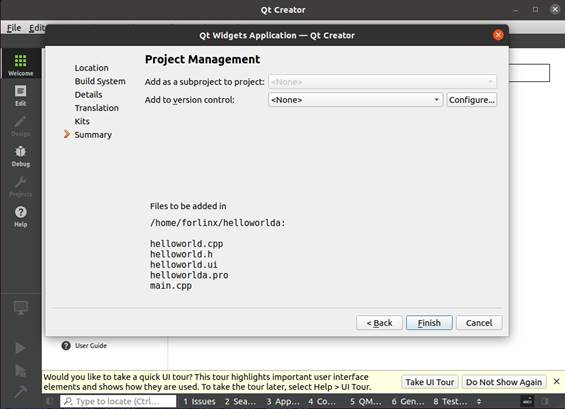 Qt Creator
File Edit
Qt Widgets Application — Qt Creator
Welcome
Edit
Design
Debug
Projects
Help
Location
Build System
Details
Translation
Kits
Summary
Project Management
Add as a subproject to project: <None>
Add to version control: <None> Configure...
Files to be added in
/home/forlinx/helloworlda:
helloworld.cpp
helloworld.h
helloworld.ui
helloworlda.pro
main.cpp
< Back Finish Cancel
User Guide
Would you like to take a quick UI tour? This tour highlights important user interface
elements and shows how they are used. To take the tour later, select Help > UI Tour.
Take UI Tour Do Not Show Again
Type to locate (Ctrl... 1 Issues 2 Sea... 3 App... 4 Co... 5 QM... 6 Gen... 8 Test...